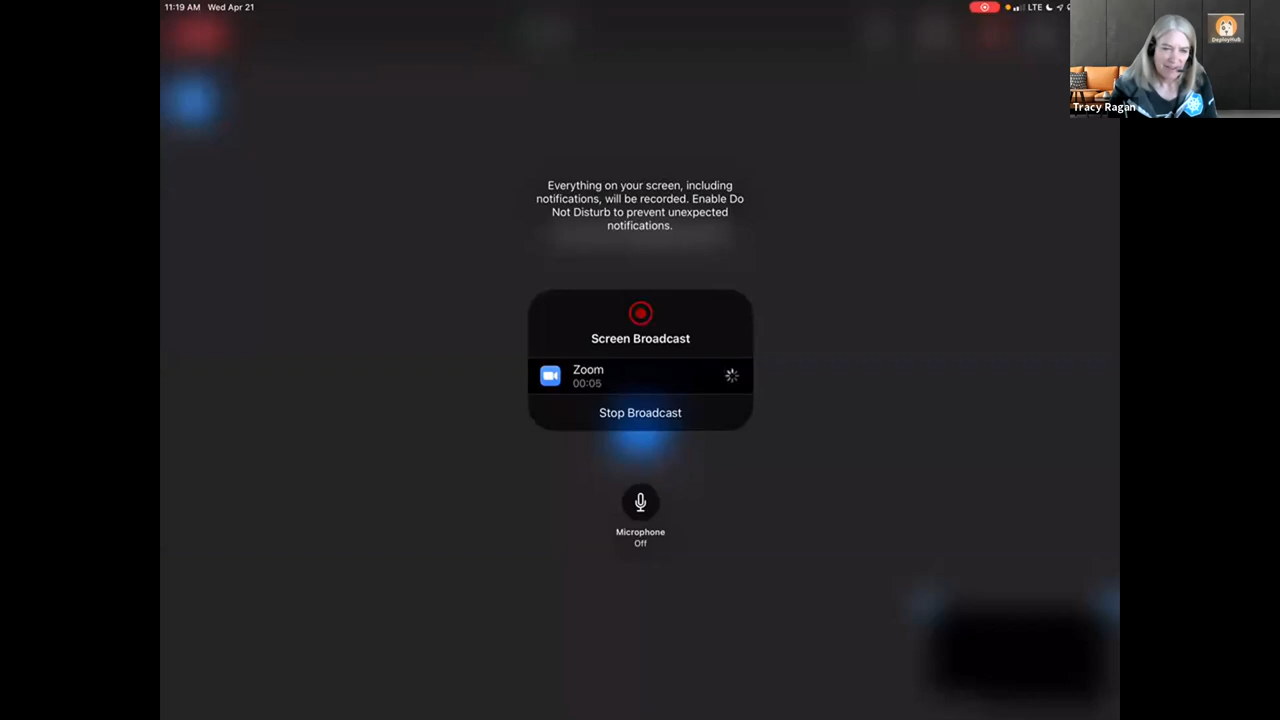 11:19 AM Wed Apr 21
LTE
DeployHub
Tracy Ragan
Everything on your screen, including
notifications, will be recorded. Enable Do
Not Disturb to prevent unexpected
notifications.
Screen Broadcast
Zoom
00:05
Stop Broadcast
Microphone
Off